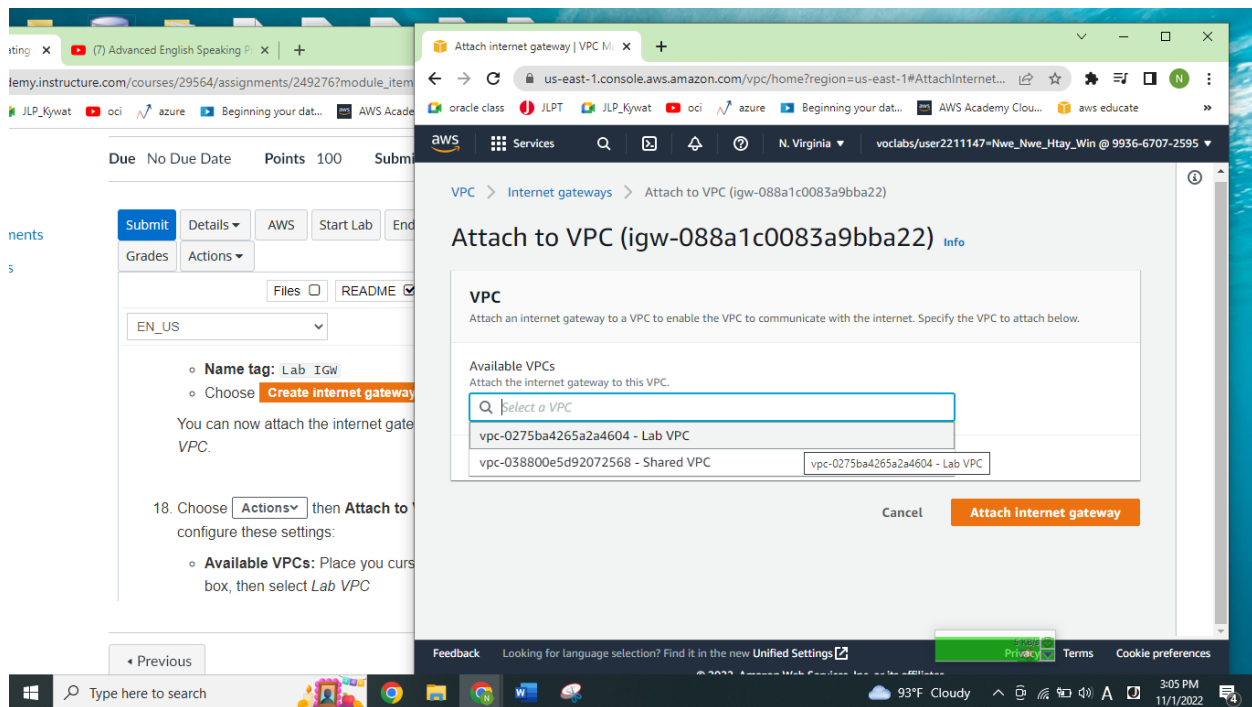 ating
(7) Advanced English Speaking P
demy.instructure.com/courses/29564/assignments/249276?module_item
JLP_Kywat oci azure Beginning your dat... AWS Acade
Due No Due Date Points 100 Submi
ments
s
Submit Details AWS Start Lab End
Grades Actions
Files README
EN_US
Name tag: Lab IGW
Choose Create internet gateway
You can now attach the internet gate
VPC.
18. Choose Actions then Attach to V
configure these settings:
Available VPCs: Place you curs
box, then select Lab VPC
Previous
Attach internet gateway | VPC M
us-east-1.console.aws.amazon.com/vpc/home?region=us-east-1#AttachInternet...
N
oracle class JLPT JLP_Kywat oci azure Beginning your dat... AWS Academy Clou... aws educate »
aws Services N. Virginia voclabs/user2211147=Nwe_Nwe_Htay_Win @ 9936-6707-2595
VPC > Internet gateways > Attach to VPC (igw-088a1c0083a9bba22)
Attach to VPC (igw-088a1c0083a9bba22) Info
VPC
Attach an internet gateway to a VPC to enable the VPC to communicate with the internet. Specify the VPC to attach below.
Available VPCs
Attach the internet gateway to this VPC.
Select a VPC
vpc-0275ba4265a2a4604 - Lab VPC
vpc-038800e5d92072568 - Shared VPC
vpc-0275ba4265a2a4604 - Lab VPC
Cancel Attach internet gateway
Feedback Looking for language selection? Find it in the new Unified Settings Privacy Terms Cookie preferences
© 2022, Amazon Web Services, Inc. or its affiliates.
Type here to search
93°F Cloudy
A
3:05 PM
11/1/2022
4